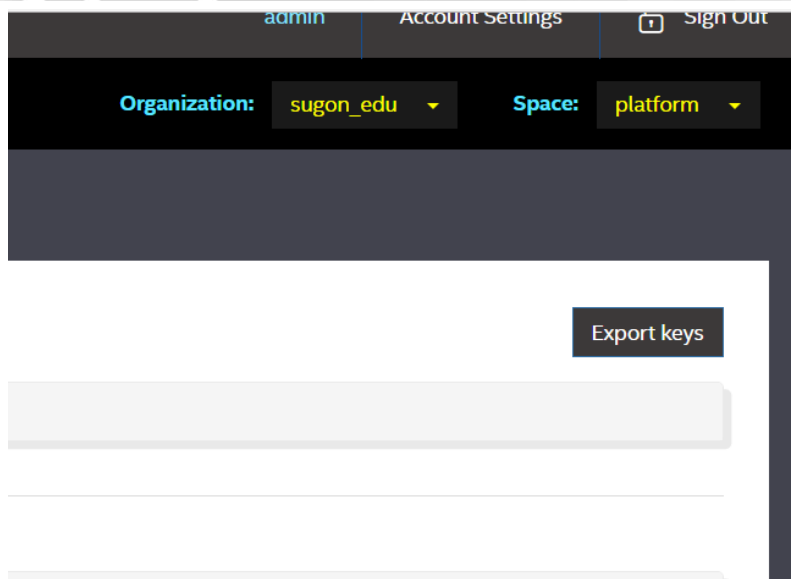 admin Account Settings Sign Out
Organization: sugon_edu Space: platform
Export keys